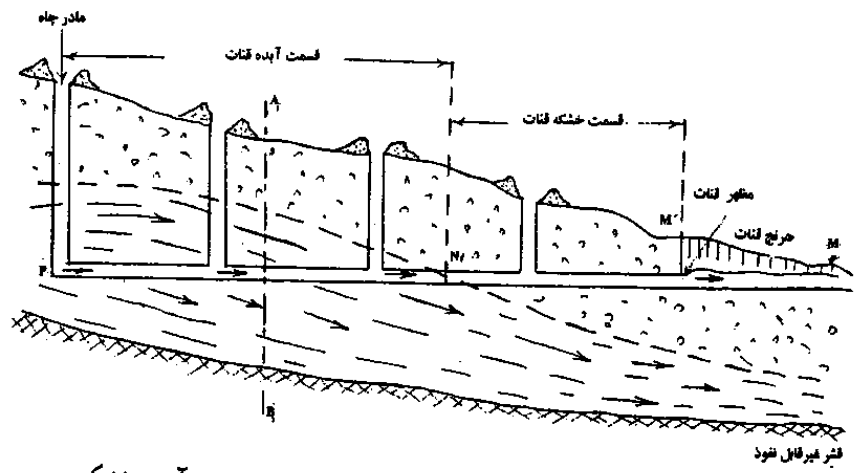 مادر چاه
قسمت آبده قنات
قسمت خشکه قنات
A
مظهر قنات
M´
هرنج قنات
M
N
P
B
قشر غیرقابل نفوذ